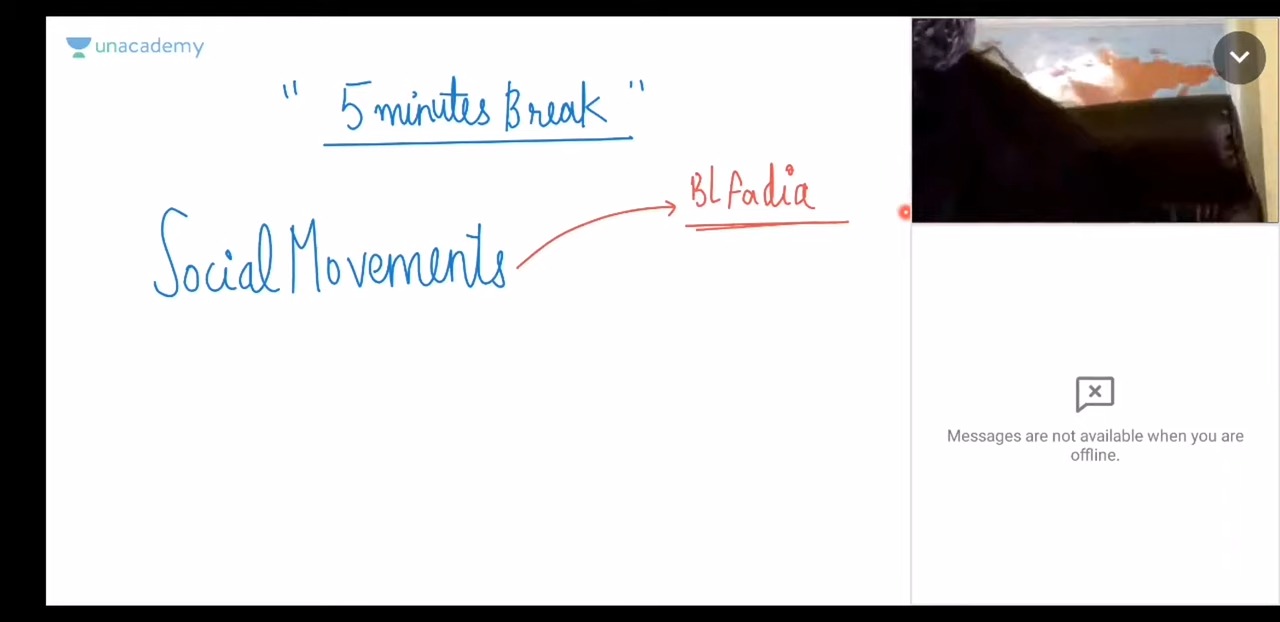 unacademy
" 5 minutes Break "
BL Fadia
Social Movements
Messages are not available when you are
offline.